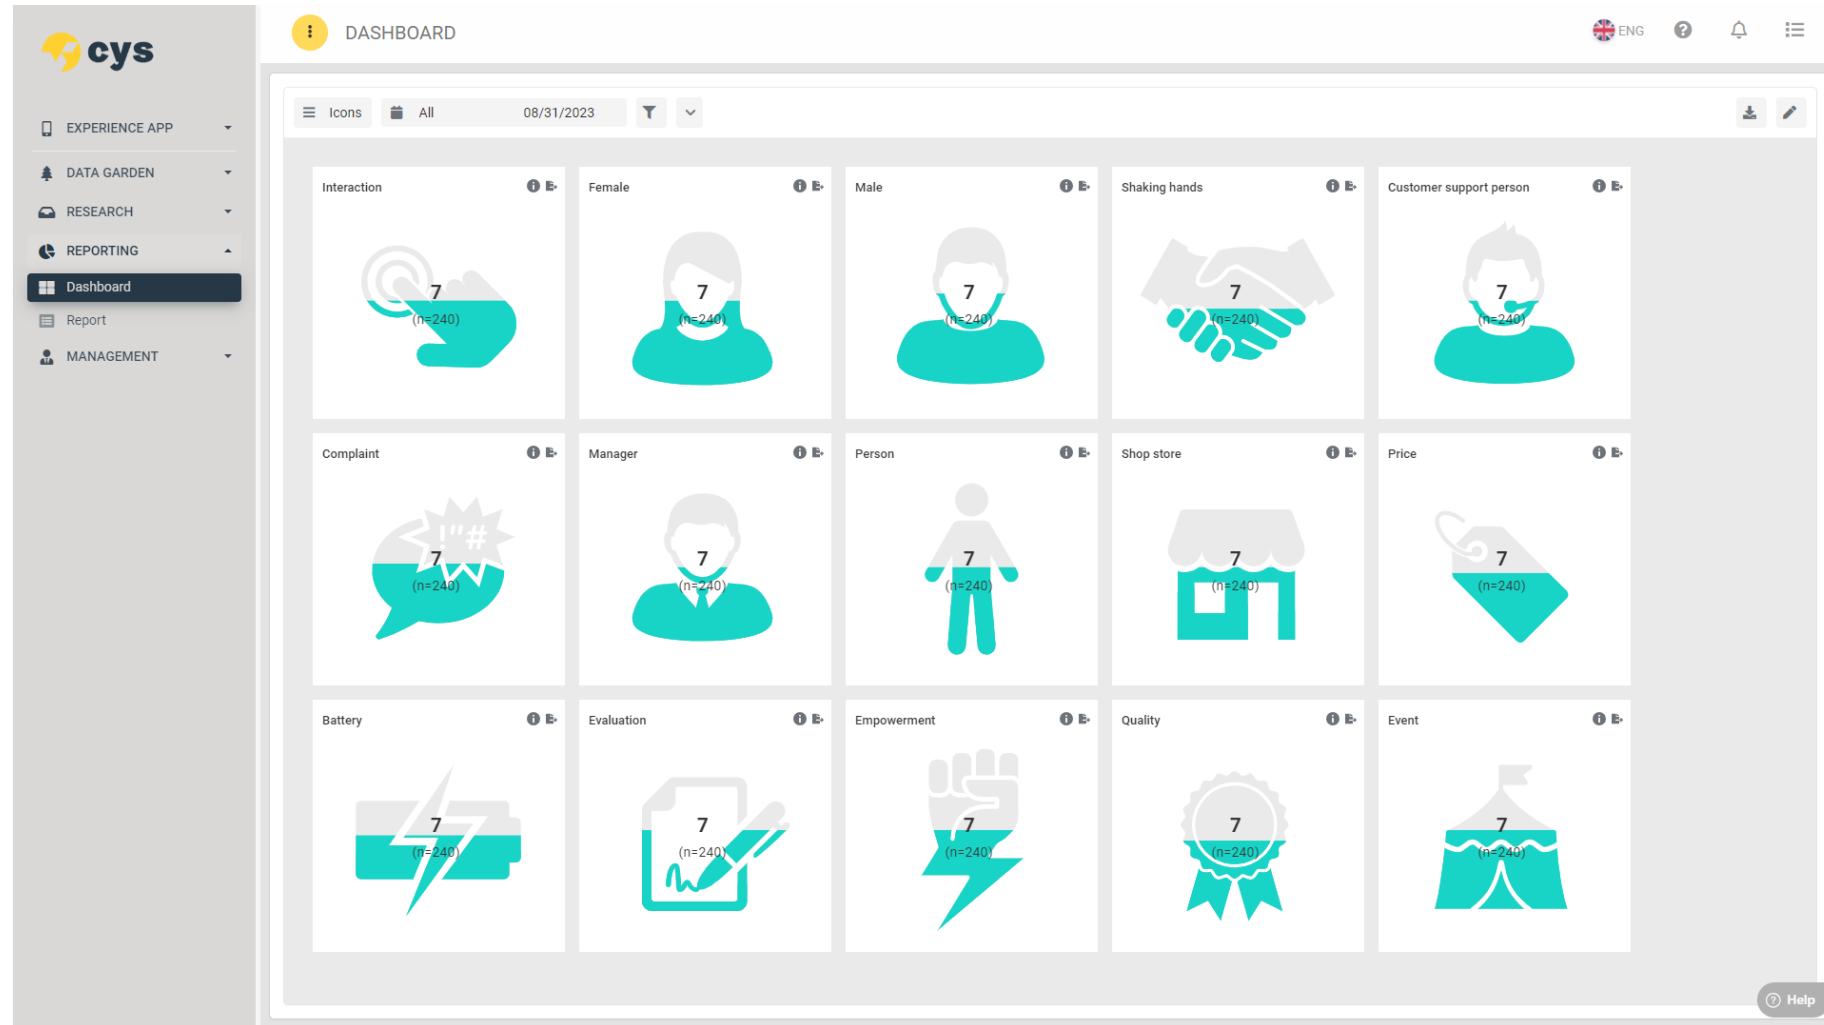 cys
EXPERIENCE APP
DATA GARDEN
RESEARCH
REPORTING
Dashboard
Report
MANAGEMENT
DASHBOARD
ENG
Icons
All
08/31/2023
Interaction
7
(n=240)
Female
7
(n=240)
Male
7
(n=240)
Shaking hands
7
(n=240)
Customer support person
7
(n=240)
Complaint
!"#
7
(n=240)
Manager
7
(n=240)
Person
7
(n=240)
Shop store
7
(n=240)
Price
7
(n=240)
Battery
7
(n=240)
Evaluation
7
(n=240)
Empowerment
7
(n=240)
Quality
7
(n=240)
Event
7
(n=240)
Help